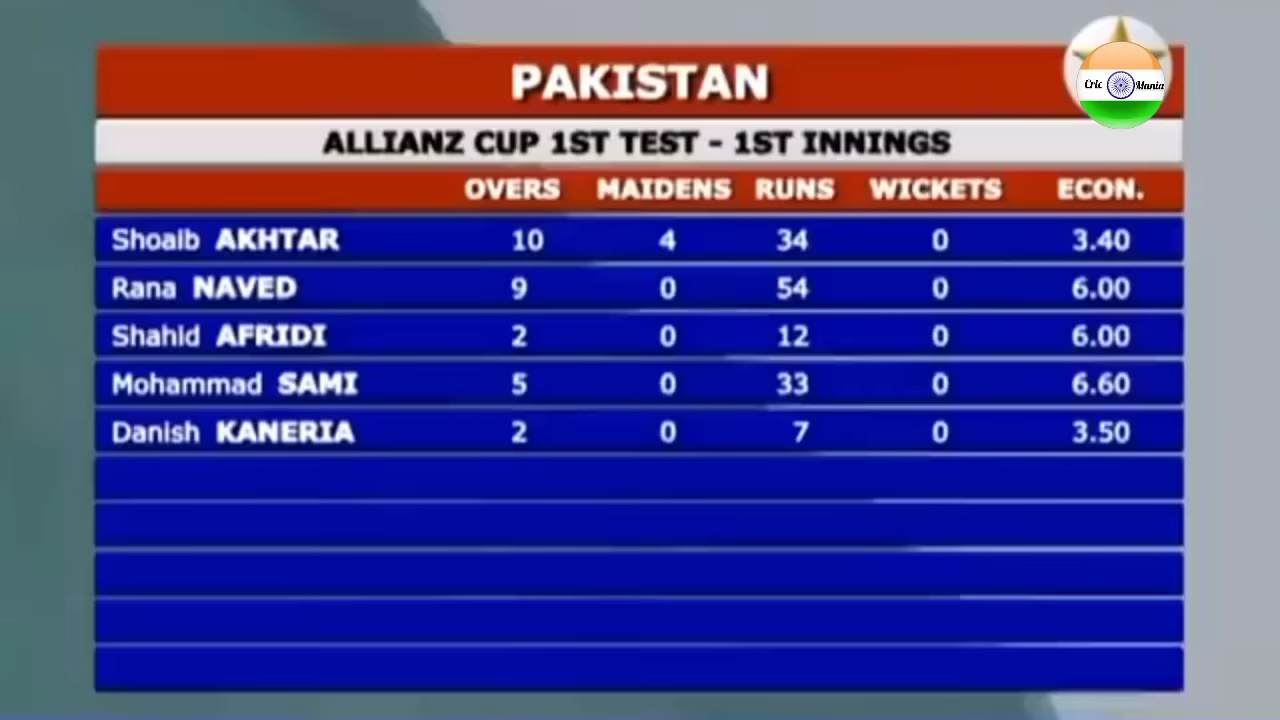 PAKISTAN
Cric Mania
ALLIANZ CUP 1ST TEST - 1ST INNINGS
OVERS MAIDENS RUNS WICKETS ECON.
Shoaib AKHTAR 10 4 34 0 3.40
Rana NAVED 9 0 54 0 6.00
Shahid AFRIDI 2 0 12 0 6.00
Mohammad SAMI 5 0 33 0 6.60
Danish KANERIA 2 0 7 0 3.50